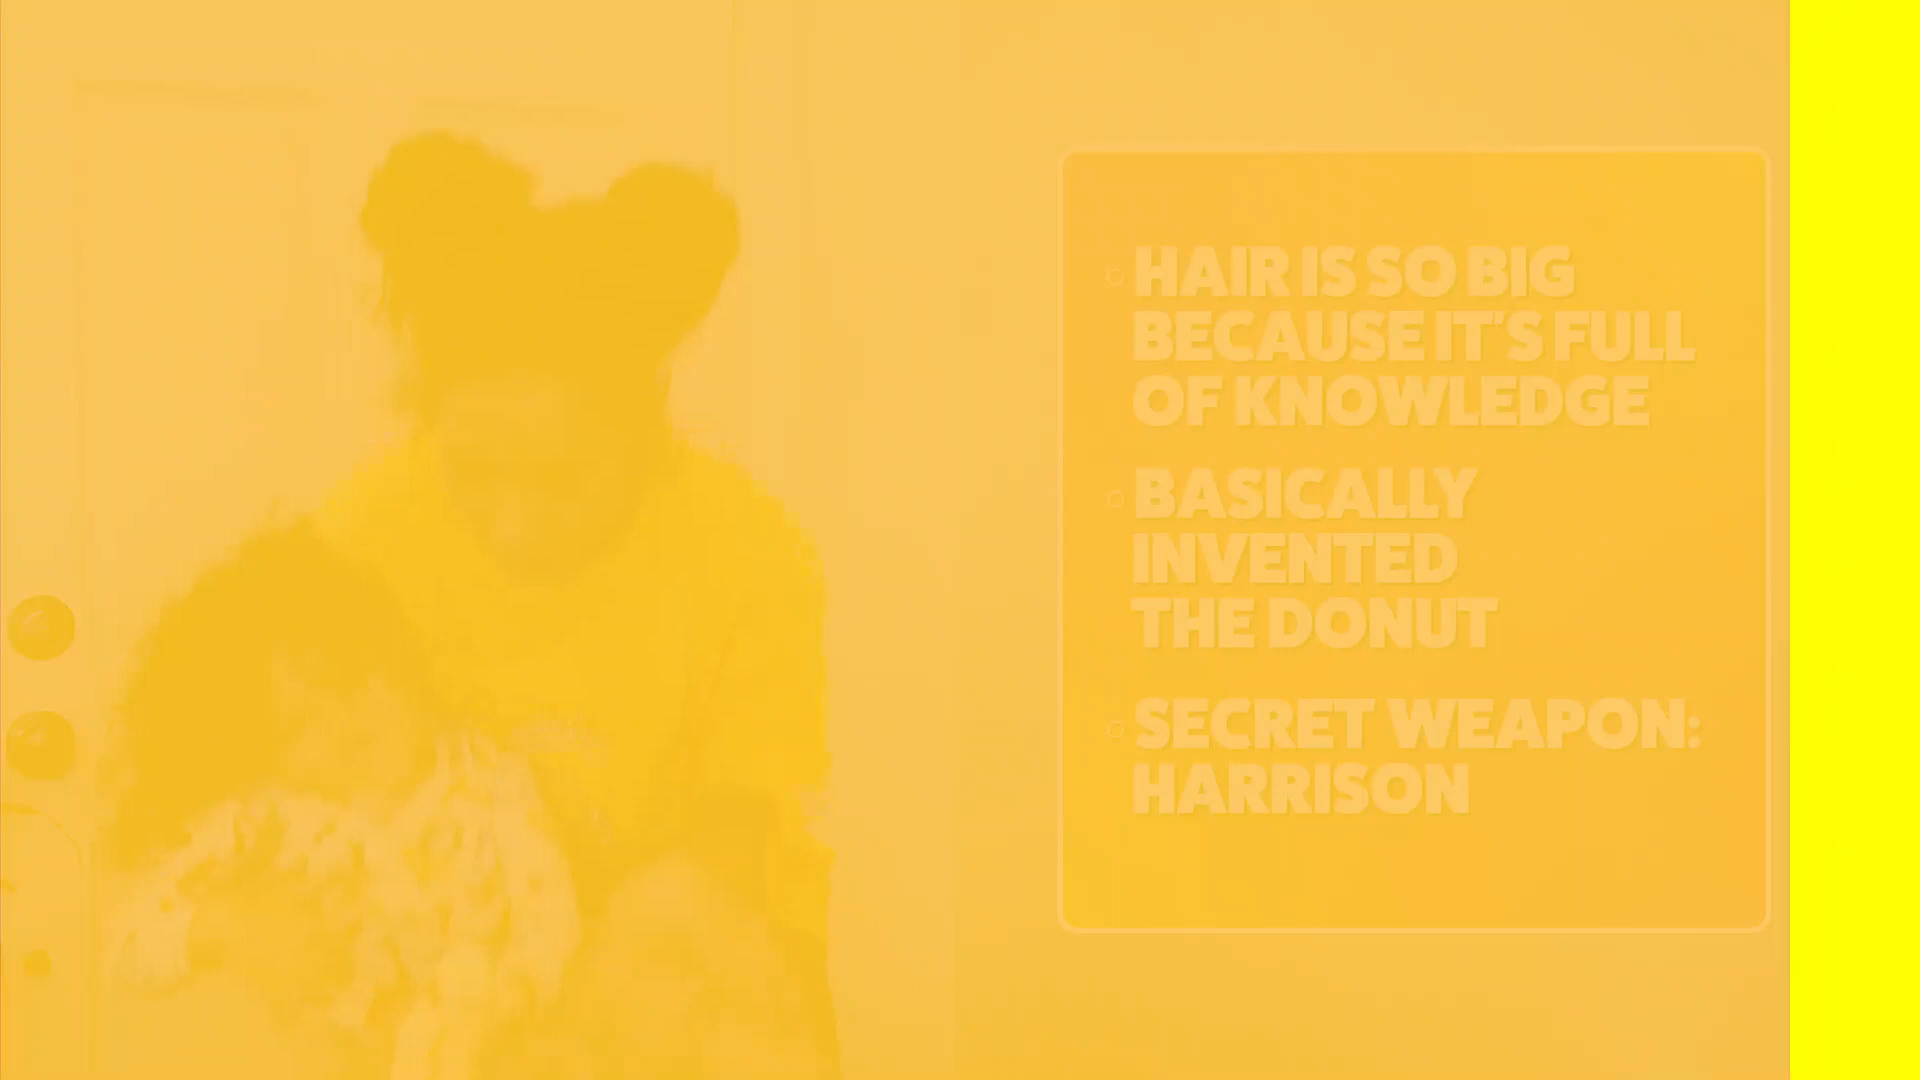 HAIR IS SO BIG
BECAUSE IT'S FULL
OF KNOWLEDGE
BASICALLY
INVENTED
THE DONUT
SECRET WEAPON:
HARRISON